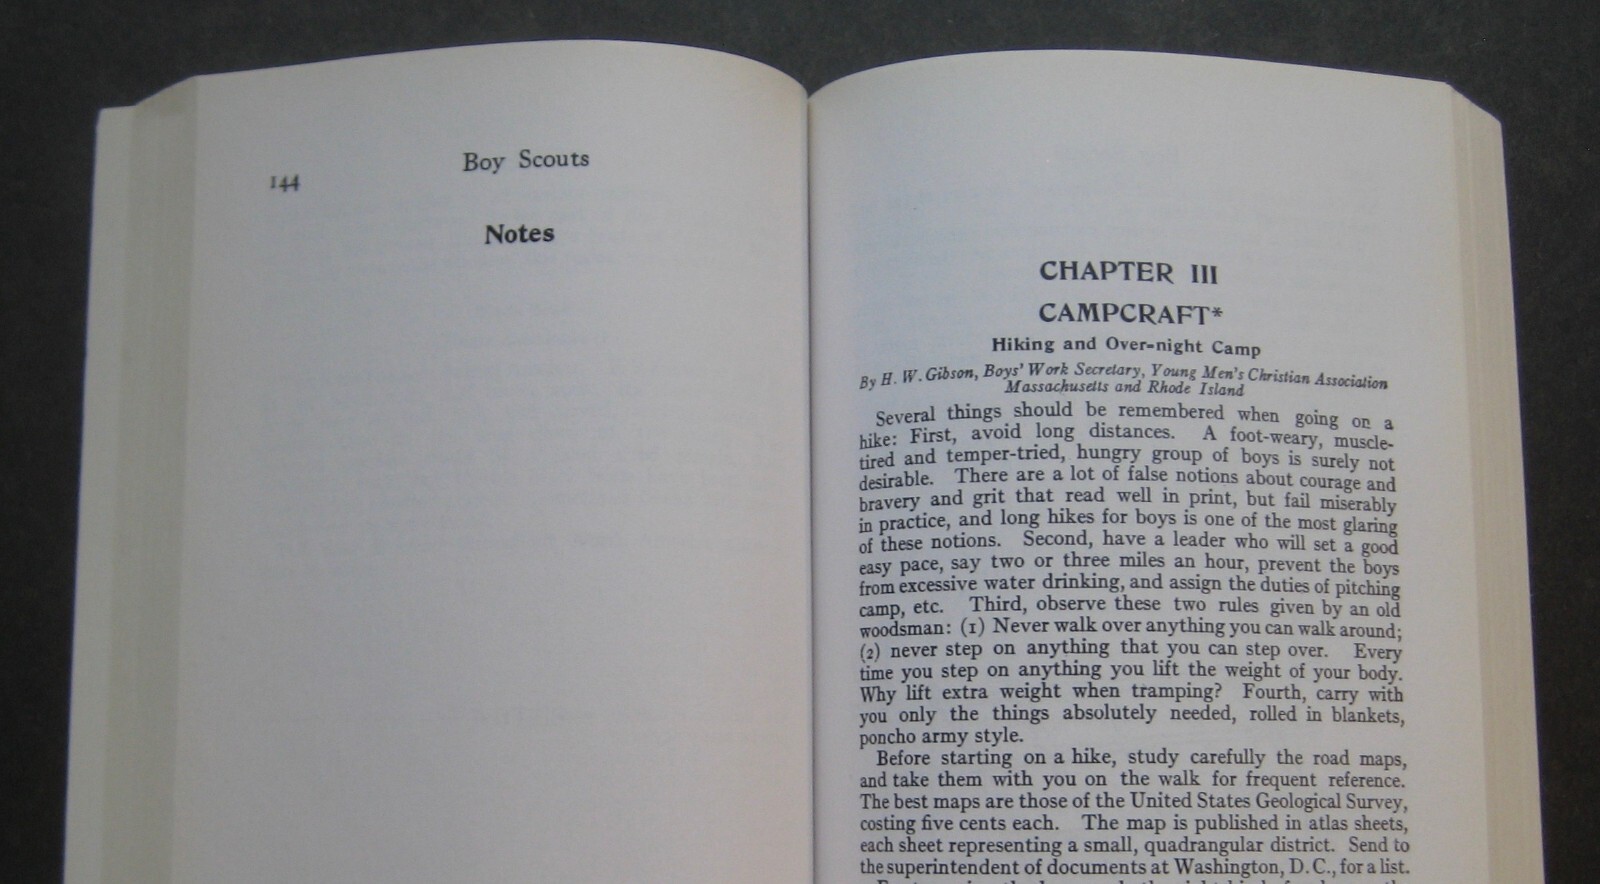 Boy Scouts
144
Notes
CHAPTER III
CAMPCRAFT*
Hiking and Over-night Camp
By H. W. Gibson, Boys' Work Secretary, Young Men's Christian Association
Massachusetts and Rhode Island
Several things should be remembered when going on a
hike: First, avoid long distances. A foot-weary, muscle-
tired and temper-tried, hungry group of boys is surely not
desirable. There are a lot of false notions about courage and
bravery and grit that read well in print, but fail miserably
in practice, and long hikes for boys is one of the most glaring
of these notions. Second, have a leader who will set a good
easy pace, say two or three miles an hour, prevent the boys
from excessive water drinking, and assign the duties of pitching
camp, etc. Third, observe these two rules given by an old
woodsman: (1) Never walk over anything you can walk around;
(2) never step on anything that you can step over. Every
time you step on anything you lift the weight of your body.
Why lift extra weight when tramping? Fourth, carry with
you only the things absolutely needed, rolled in blankets,
poncho army style.
Before starting on a hike, study carefully the road maps,
and take them with you on the walk for frequent reference.
The best maps are those of the United States Geological Survey,
costing five cents each. The map is published in atlas sheets,
each sheet representing a small, quadrangular district. Send to
the superintendent of documents at Washington, D.C., for a list.